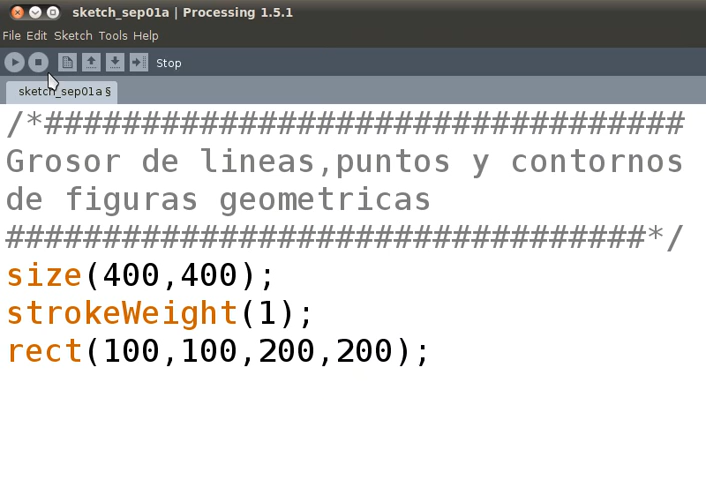 sketch_sep01a | Processing 1.5.1
File Edit Sketch Tools Help
Stop
sketch_sep01a §
/*#################################
Grosor de lineas,puntos y contornos
de figuras geometricas
#################################*/
size(400,400);
strokeWeight(1);
rect(100,100,200,200);